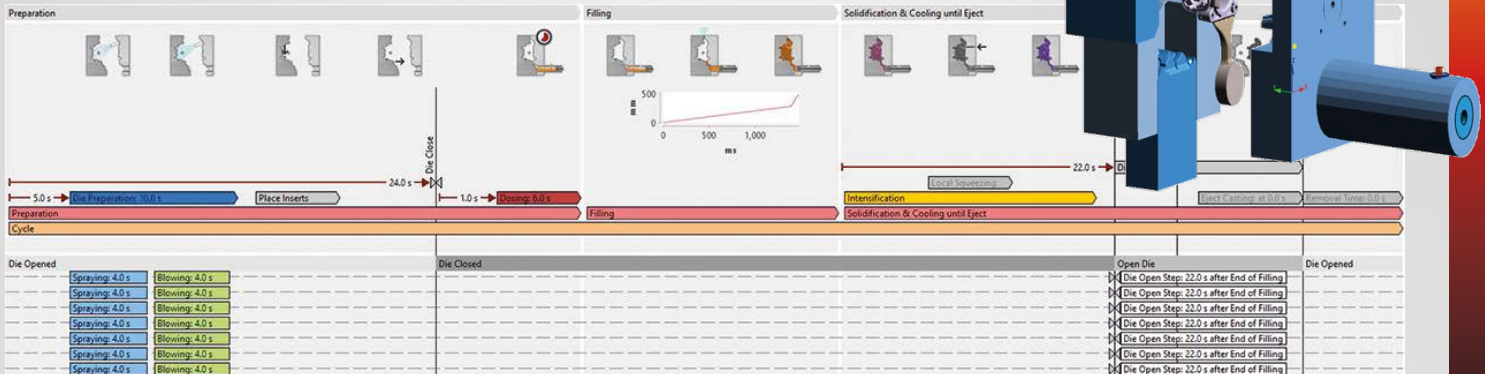 Preparation
Filling
Solidification & Cooling until Eject
500
0
mm
0 500 1,000
ms
Die Close
24.0 s
22.0 s
Local Squeezing
5.0 s
Die Preparation: 10.0 s
Place Inserts
1.0 s
Dosing: 6.0 s
Intensification
Eject Casting: at 0.0 s
Removal Time: 0.0 s
Preparation
Filling
Solidification & Cooling until Eject
Cycle
Die Opened
Die Closed
Open Die
Die Opened
Spraying: 4.0 s Blowing: 4.0 s Die Open Step: 22.0 s after End of Filling
Spraying: 4.0 s Blowing: 4.0 s Die Open Step: 22.0 s after End of Filling
Spraying: 4.0 s Blowing: 4.0 s Die Open Step: 22.0 s after End of Filling
Spraying: 4.0 s Blowing: 4.0 s Die Open Step: 22.0 s after End of Filling
Spraying: 4.0 s Blowing: 4.0 s Die Open Step: 22.0 s after End of Filling
Spraying: 4.0 s Blowing: 4.0 s Die Open Step: 22.0 s after End of Filling
Spraying: 4.0 s Blowing: 4.0 s Die Open Step: 22.0 s after End of Filling